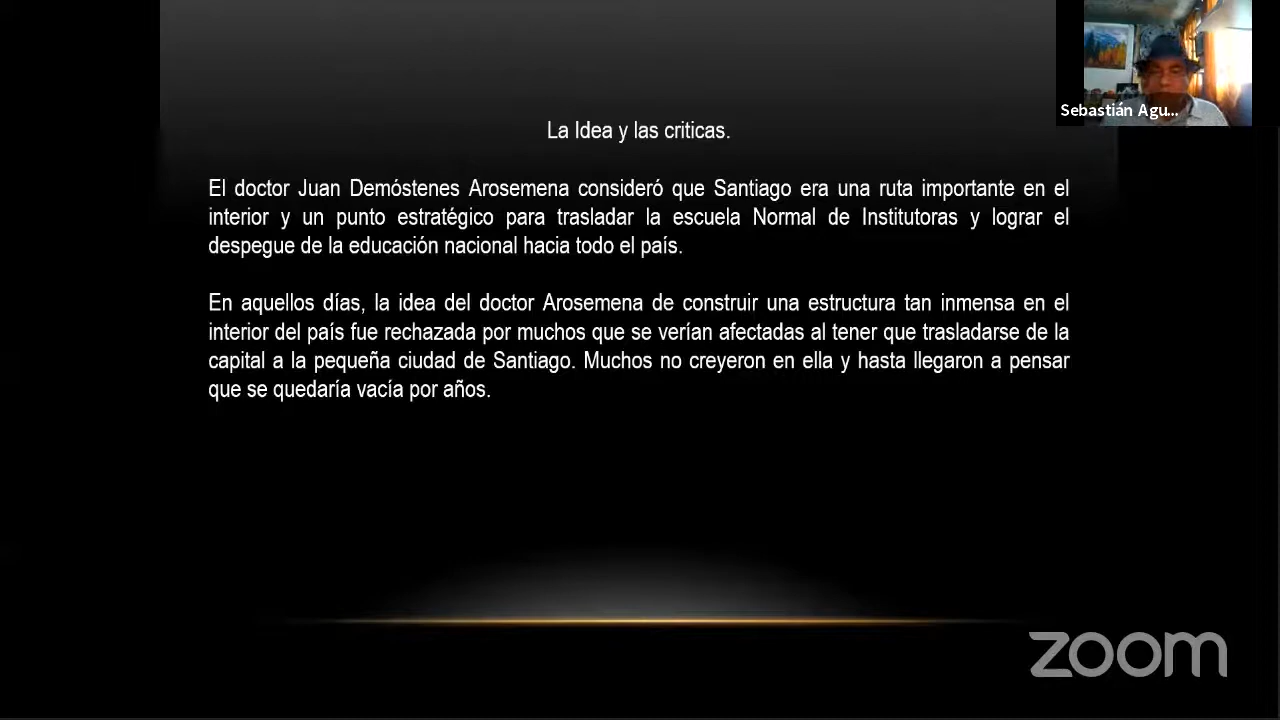 Sebastián Agu...
La Idea y las criticas.
El doctor Juan Demóstenes Arosemena consideró que Santiago era una ruta importante en el
interior y un punto estratégico para trasladar la escuela Normal de Institutoras y lograr el
despegue de la educación nacional hacia todo el país.
En aquellos días, la idea del doctor Arosemena de construir una estructura tan inmensa en el
interior del país fue rechazada por muchos que se verían afectadas al tener que trasladarse de la
capital a la pequeña ciudad de Santiago. Muchos no creyeron en ella y hasta llegaron a pensar
que se quedaría vacía por años.
zoom